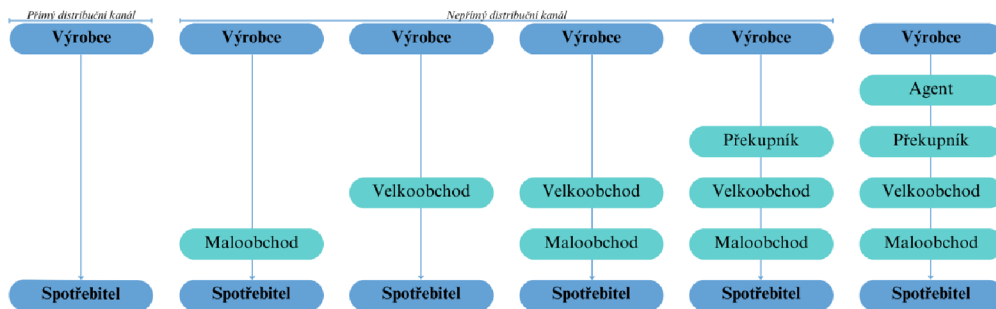 Přímý distribuční kanál
Nepřímý distribuční kanál
Výrobce Výrobce Výrobce Výrobce Výrobce Výrobce
Agent
Překupník Překupník
Velkoobchod Velkoobchod Velkoobchod Velkoobchod
Maloobchod Maloobchod Maloobchod Maloobchod
Spotřebitel Spotřebitel Spotřebitel Spotřebitel Spotřebitel Spotřebitel